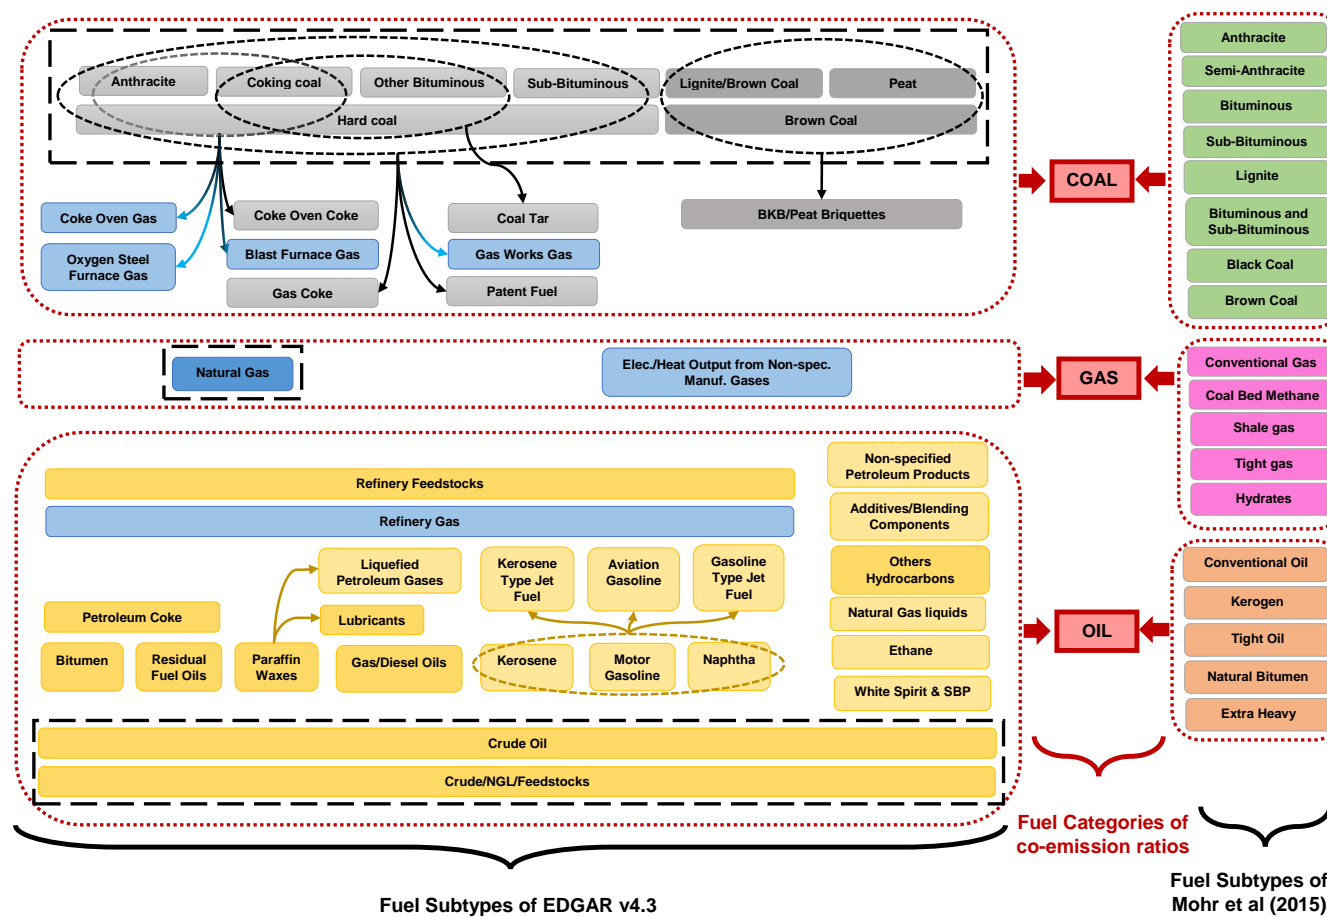 Anthracite
Coking coal
Other Bituminous
Sub-Bituminous
Lignite/Brown Coal
Peat
Hard coal
Brown Coal
Coke Oven Gas
Coke Oven Coke
Coal Tar
BKB/Peat Briquettes
Oxygen Steel
Furnace Gas
Blast Furnace Gas
Gas Works Gas
Gas Coke
Patent Fuel
COAL
Anthracite
Semi-Anthracite
Bituminous
Sub-Bituminous
Lignite
Bituminous and
Sub-Bituminous
Black Coal
Brown Coal
Natural Gas
Elec./Heat Output from Non-spec.
Manuf. Gases
GAS
Conventional Gas
Coal Bed Methane
Shale gas
Tight gas
Hydrates
Refinery Feedstocks
Refinery Gas
Non-specified
Petroleum Products
Additives/Blending
Components
Others
Hydrocarbons
Natural Gas liquids
Ethane
White Spirit & SBP
Liquefied
Petroleum Gases
Kerosene
Type Jet
Fuel
Aviation
Gasoline
Gasoline
Type Jet
Fuel
Petroleum Coke
Lubricants
Bitumen
Residual
Fuel Oils
Paraffin
Waxes
Gas/Diesel Oils
Kerosene
Motor
Gasoline
Naphtha
Crude Oil
Crude/NGL/Feedstocks
OIL
Conventional Oil
Kerogen
Tight Oil
Natural Bitumen
Extra Heavy
Fuel Categories of
co-emission ratios
Fuel Subtypes of EDGAR v4.3
Fuel Subtypes of
Mohr et al (2015)